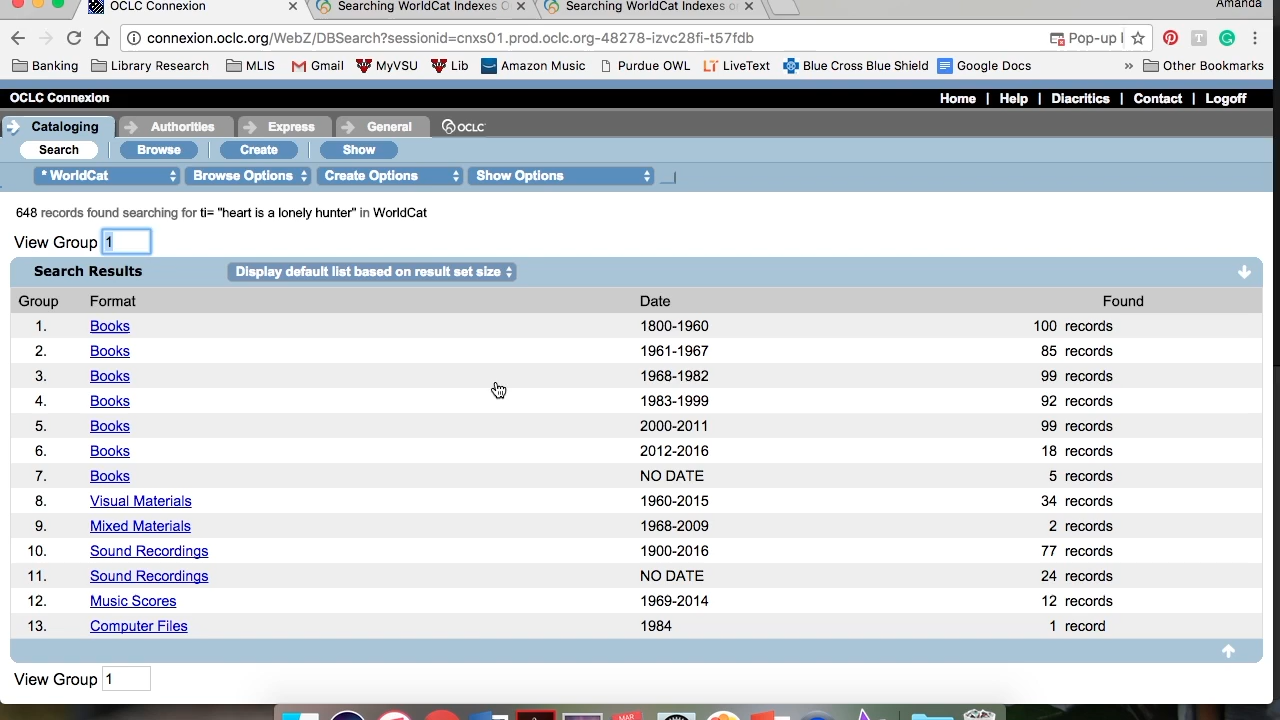 OCLC Connexion
Searching WorldCat Indexes O
Searching WorldCat Indexes o
Amanda
connexion.oclc.org/WebZ/DBSearch?sessionid=cnxs01.prod.oclc.org-48278-izvc28fi-t57fdb
Pop-up
Banking Library Research MLIS Gmail MyVSU Lib Amazon Music Purdue OWL LiveText Blue Cross Blue Shield Google Docs » Other Bookmarks
OCLC Connexion
Home | Help | Diacritics | Contact | Logoff
Cataloging Authorities Express General OCLC
Search Browse Create Show
* WorldCat Browse Options Create Options Show Options
648 records found searching for ti= "heart is a lonely hunter" in WorldCat
View Group 1
Search Results Display default list based on result set size
Group Format Date Found
1. Books 1800-1960 100 records
2. Books 1961-1967 85 records
3. Books 1968-1982 99 records
4. Books 1983-1999 92 records
5. Books 2000-2011 99 records
6. Books 2012-2016 18 records
7. Books NO DATE 5 records
8. Visual Materials 1960-2015 34 records
9. Mixed Materials 1968-2009 2 records
10. Sound Recordings 1900-2016 77 records
11. Sound Recordings NO DATE 24 records
12. Music Scores 1969-2014 12 records
13. Computer Files 1984 1 record
View Group 1
MAR